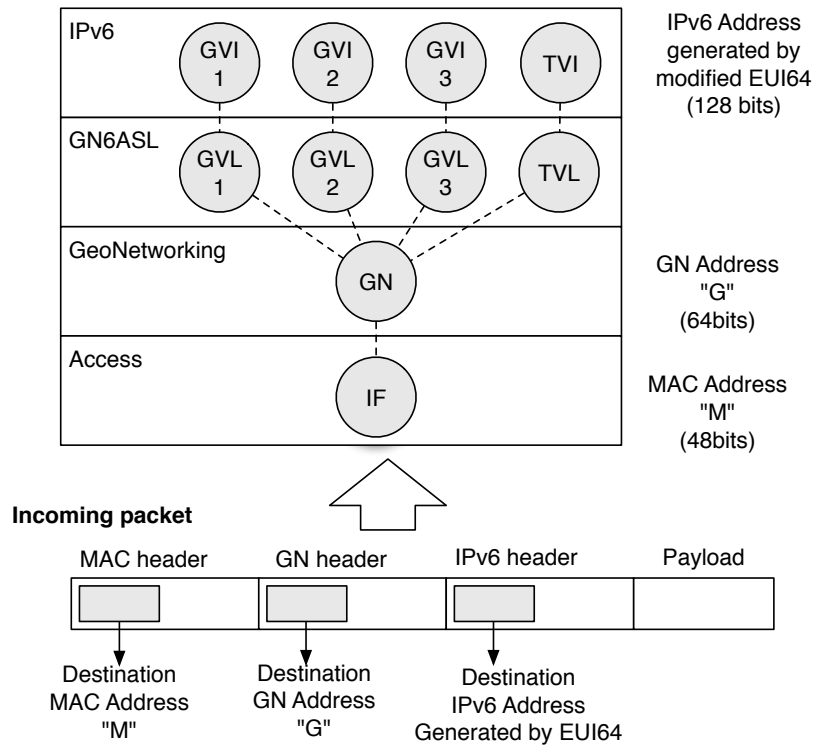 IPv6
GVI
1
GVI
2
GVI
3
TVI
IPv6 Address
generated by
modified EUI64
(128 bits)
GN6ASL
GVL
1
GVL
2
GVL
3
TVL
GeoNetworking
GN
GN Address
"G"
(64bits)
Access
IF
MAC Address
"M"
(48bits)
Incoming packet
MAC header
GN header
IPv6 header
Payload
Destination
MAC Address
"M"
Destination
GN Address
"G"
Destination
IPv6 Address
Generated by EUI64